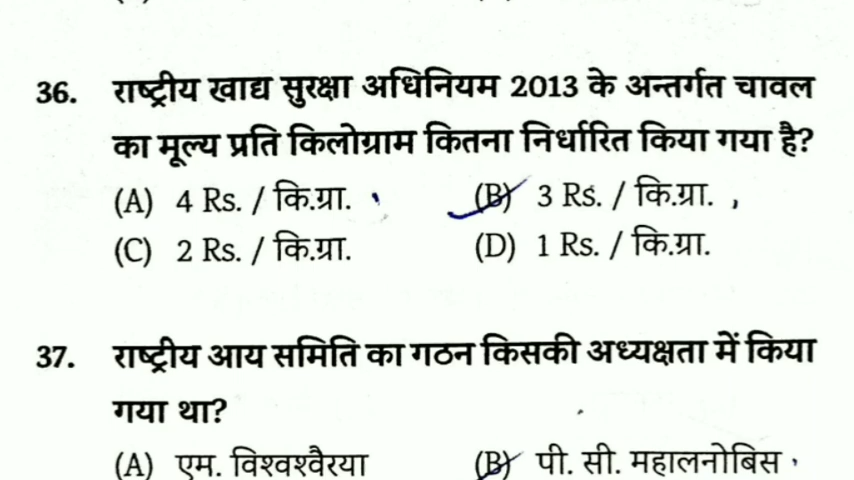 36. राष्ट्रीय खाद्य सुरक्षा अधिनियम 2013 के अन्तर्गत चावल
का मूल्य प्रति किलोग्राम कितना निर्धारित किया गया है?
(A) 4 Rs. / कि.ग्रा. (B) 3 Rs. / कि.ग्रा.
(C) 2 Rs. / कि.ग्रा. (D) 1 Rs. / कि.ग्रा.
37. राष्ट्रीय आय समिति का गठन किसकी अध्यक्षता में किया
गया था?
(A) एम. विश्वश्वैरया (B) पी. सी. महालनोबिस